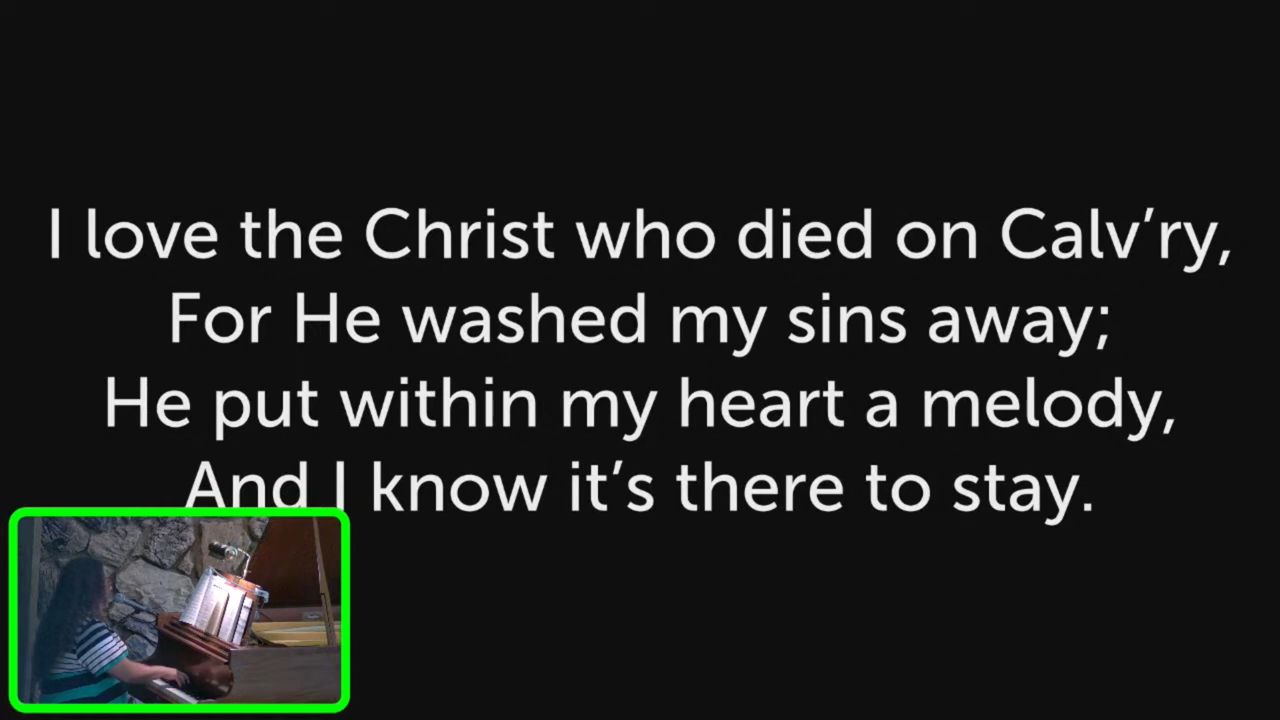 I love the Christ who died on Calv’ry,
For He washed my sins away;
He put within my heart a melody,
And I know it’s there to stay.